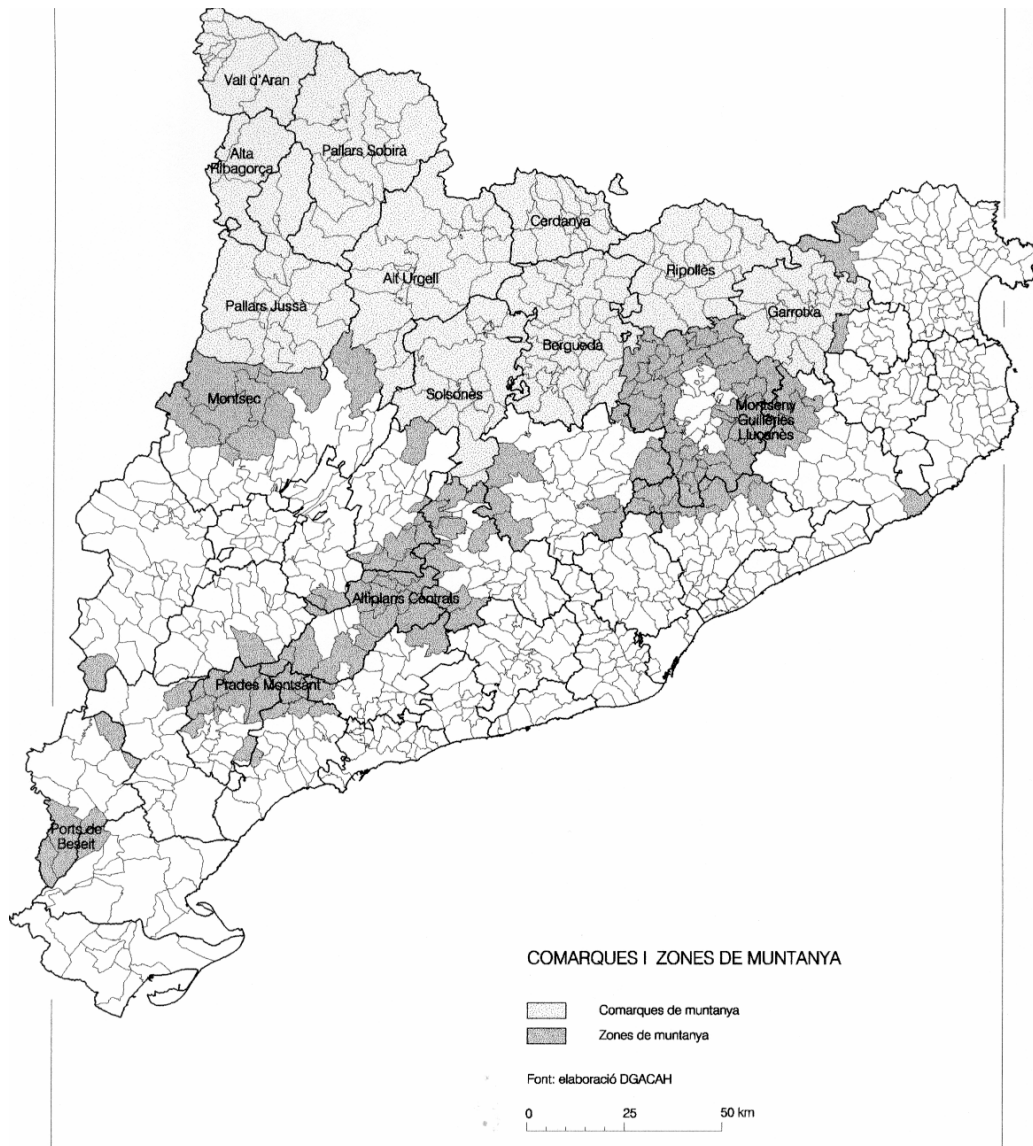 Vall d'Aran
Alta
Ribagorça
Pallars Sobirà
Cerdanya
Ripollès
Alt Urgell
Pallars Jussà
Garrotxa
Berguedà
Solsonès
Montsec
Montseny
Guilleries
Lluçanès
Altiplans Centrals
Prades Montsant
Ports de
Beseit
COMARQUES I ZONES DE MUNTANYA
Comarques de muntanya
Zones de muntanya
Font: elaboració DGACAH
0 25 50 km